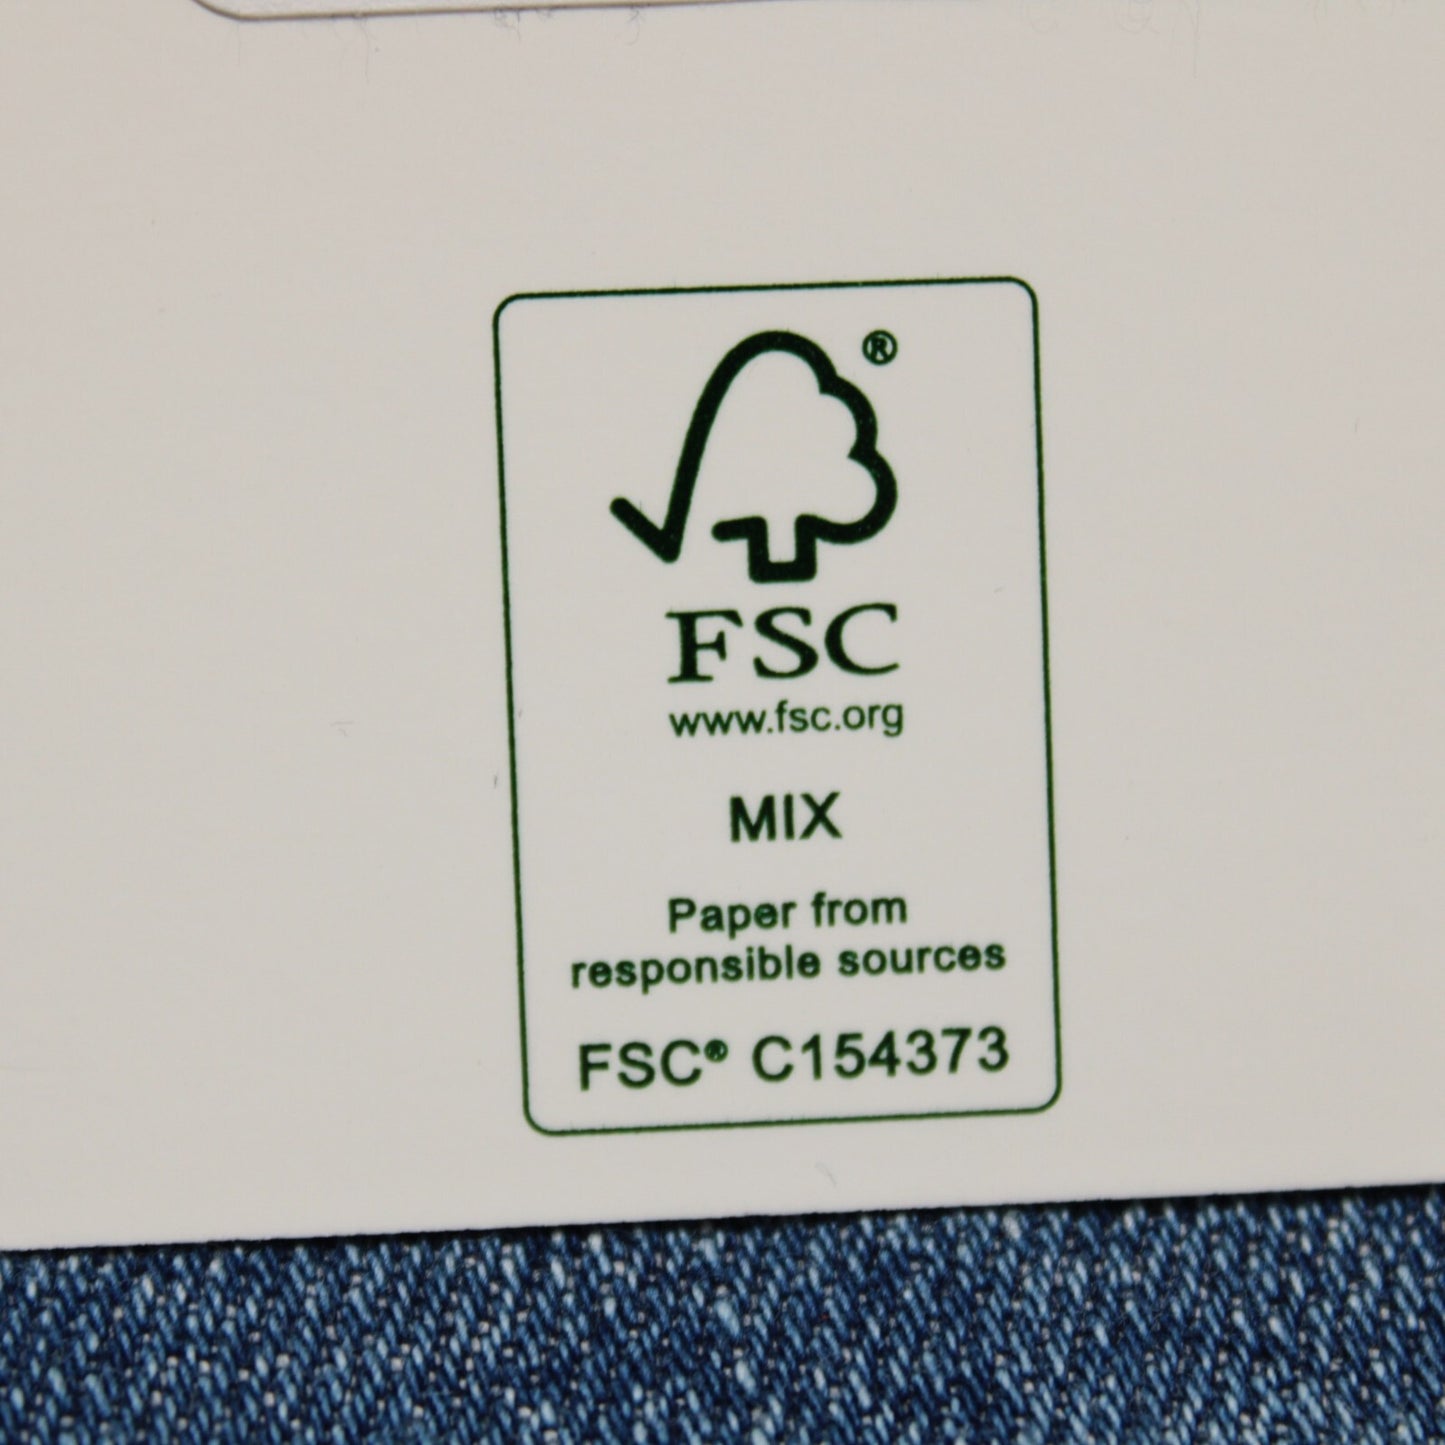 ®
FSC
www.fsc.org
MIX
Paper from
responsible sources
FSC® C154373